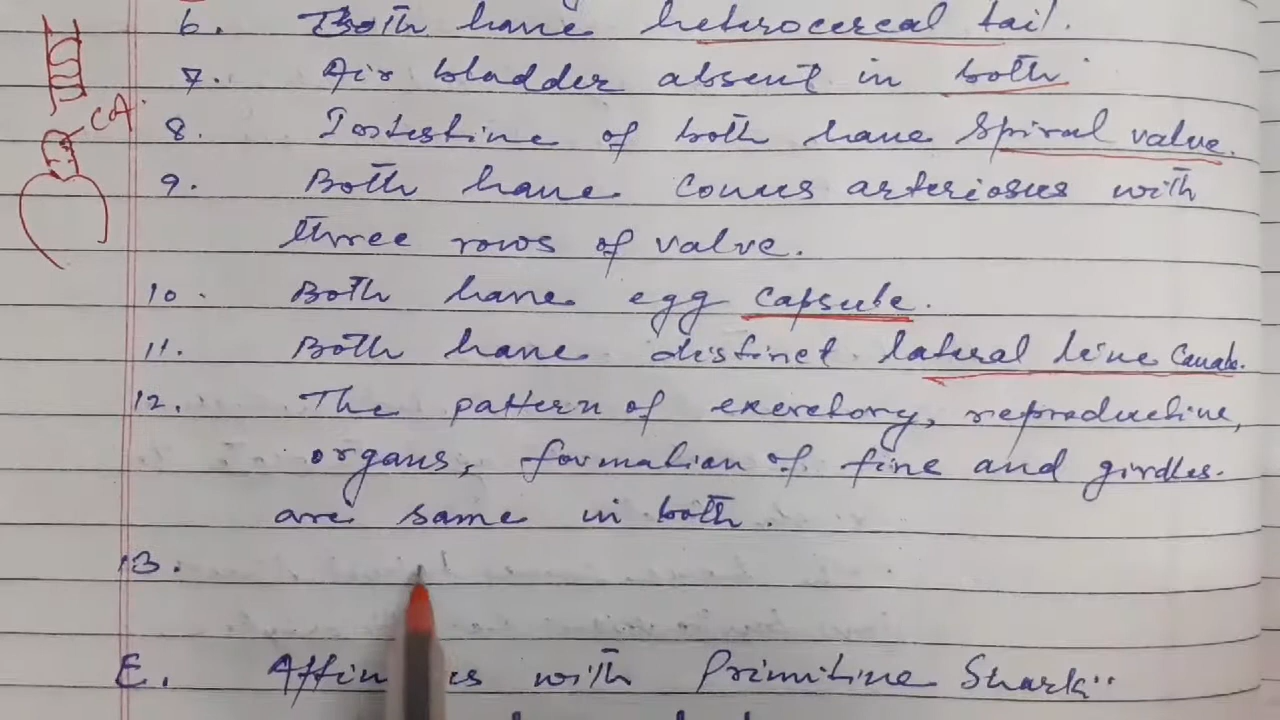 6. Both have heterocereal tail.
7. Air bladder absent in both
CA
8. Intestine of both have Spiral valve.
9. Both have Conus arteriosus with
three rows of valve.
10. Both have egg Capsule.
11. Both have distinct lateral line Canals.
12. The pattern of excretory, reproductive,
organs, formation of fins and girdles.
are same in both.
13.
E. Affinities with Primitive Shark: